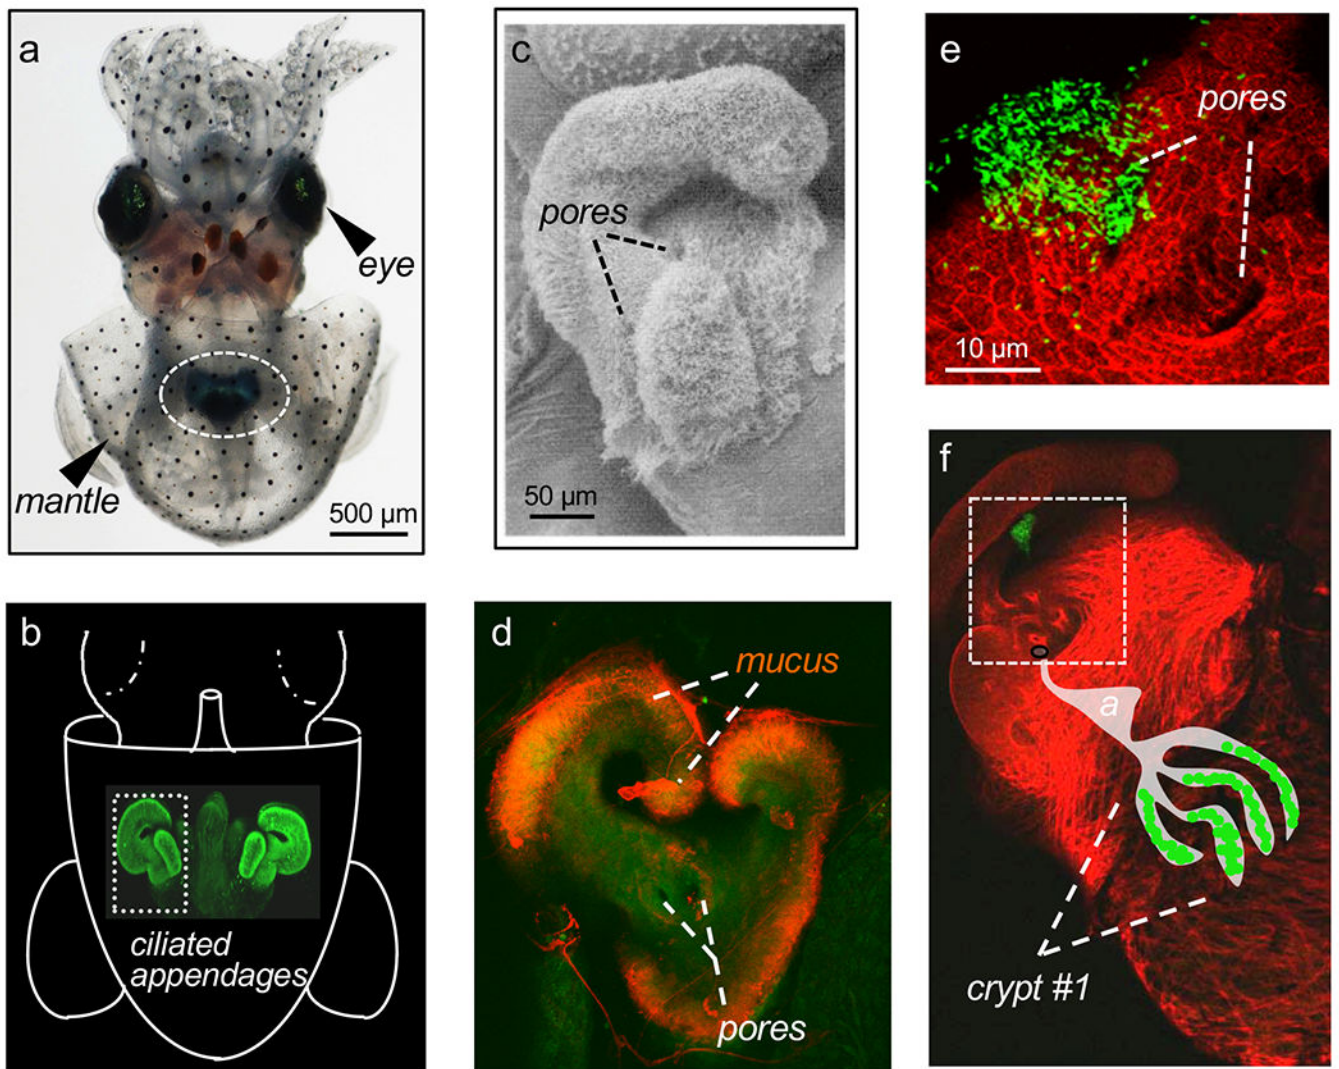 a
eye
mantle
500 µm
b
ciliated
appendages
c
pores
50 µm
d
mucus
pores
e
pores
10 µm
f
a
crypt #1